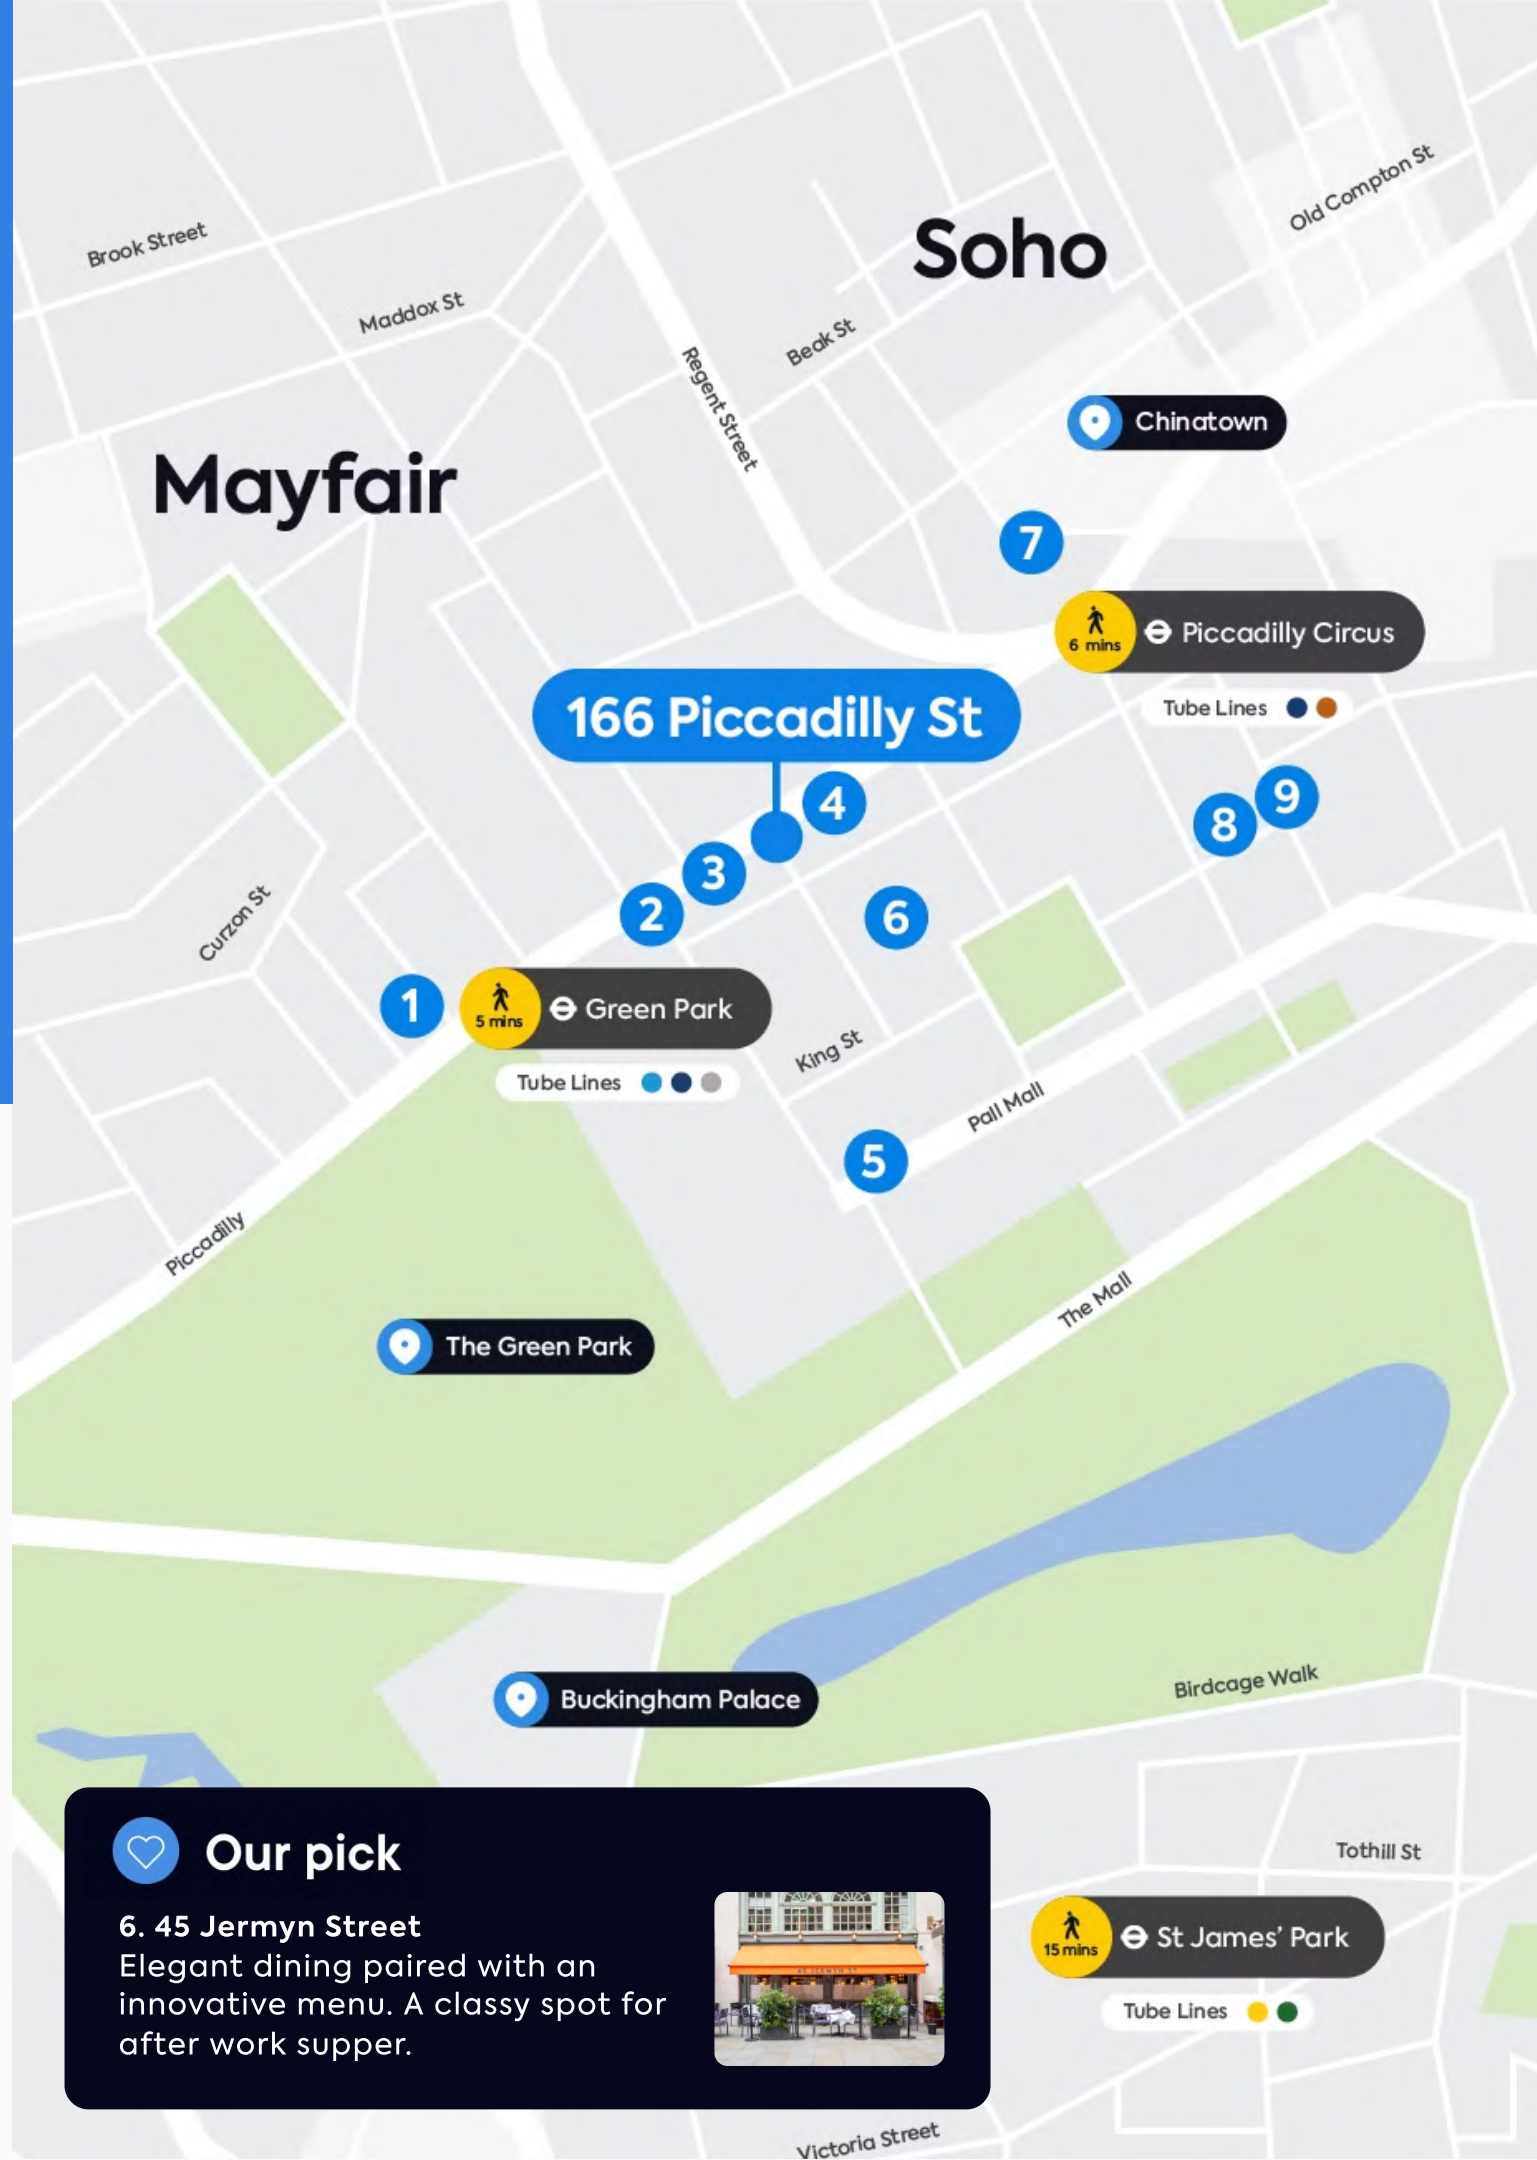 Old Compton St
Soho
Brook Street
Maddox St
Beak St
Regent Street
Chinatown
Mayfair
7
6 mins
Piccadilly Circus
166 Piccadilly St
Tube Lines
4
9
8
3
2
6
Curzon St
1
5 mins
Green Park
King St
Tube Lines
Pall Mall
5
Piccadilly
The Mall
The Green Park
Birdcage Walk
Buckingham Palace
Our pick
Tothill St
6. 45 Jermyn Street
Elegant dining paired with an
innovative menu. A classy spot for
after work supper.
45 JERMYN ST
15 mins
St James’ Park
Tube Lines
Victoria Street